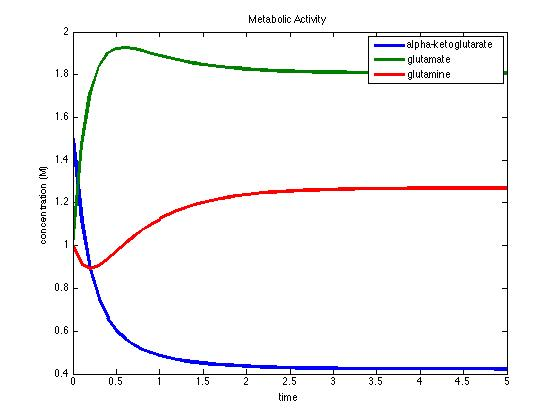 Metabolic Activity
2
1.8
1.6
1.4
1.2
1
0.8
0.6
0.4
concentration (M)
alpha-ketoglutarate
glutamate
glutamine
0 0.5 1 1.5 2 2.5 3 3.5 4 4.5 5
time